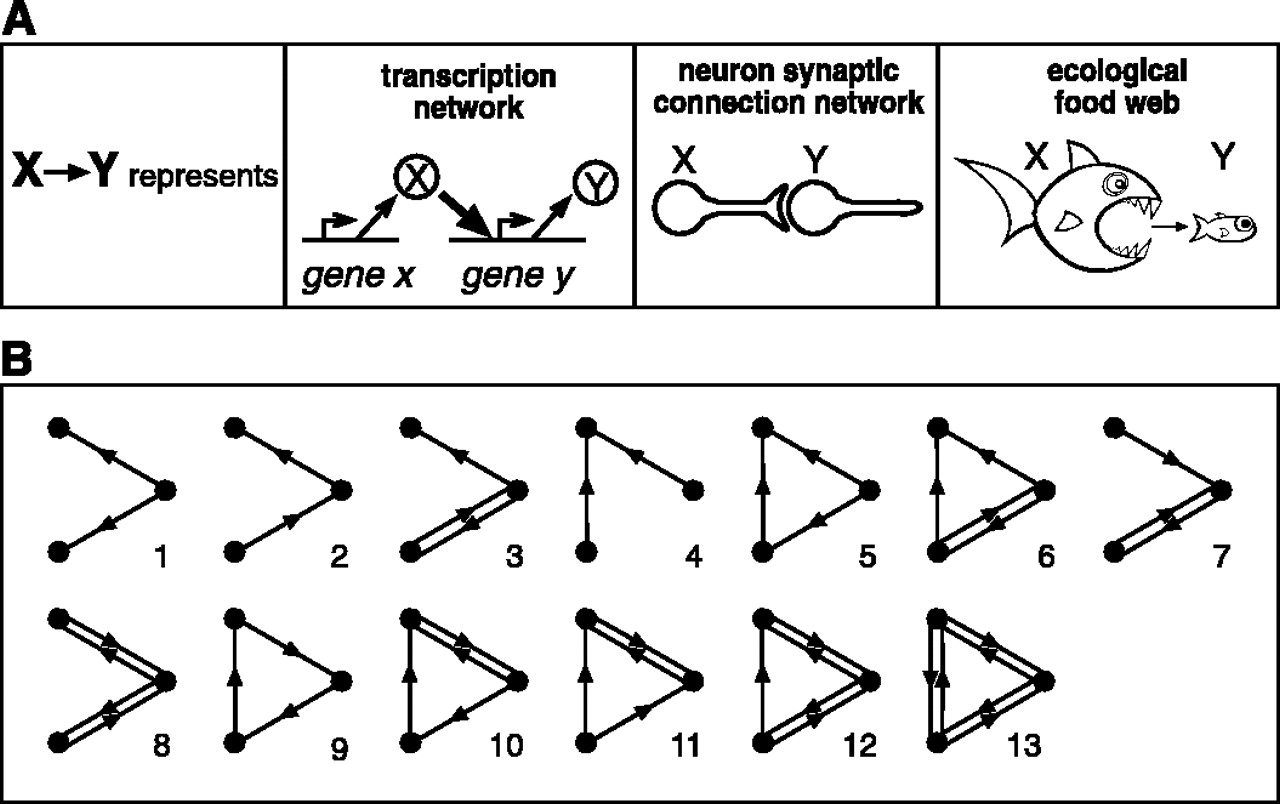 A
X→Y represents
transcription
network
X
Y
gene x
gene y
neuron synaptic
connection network
X
Y
ecological
food web
X
Y
B
1
2
3
4
5
6
7
8
9
10
11
12
13